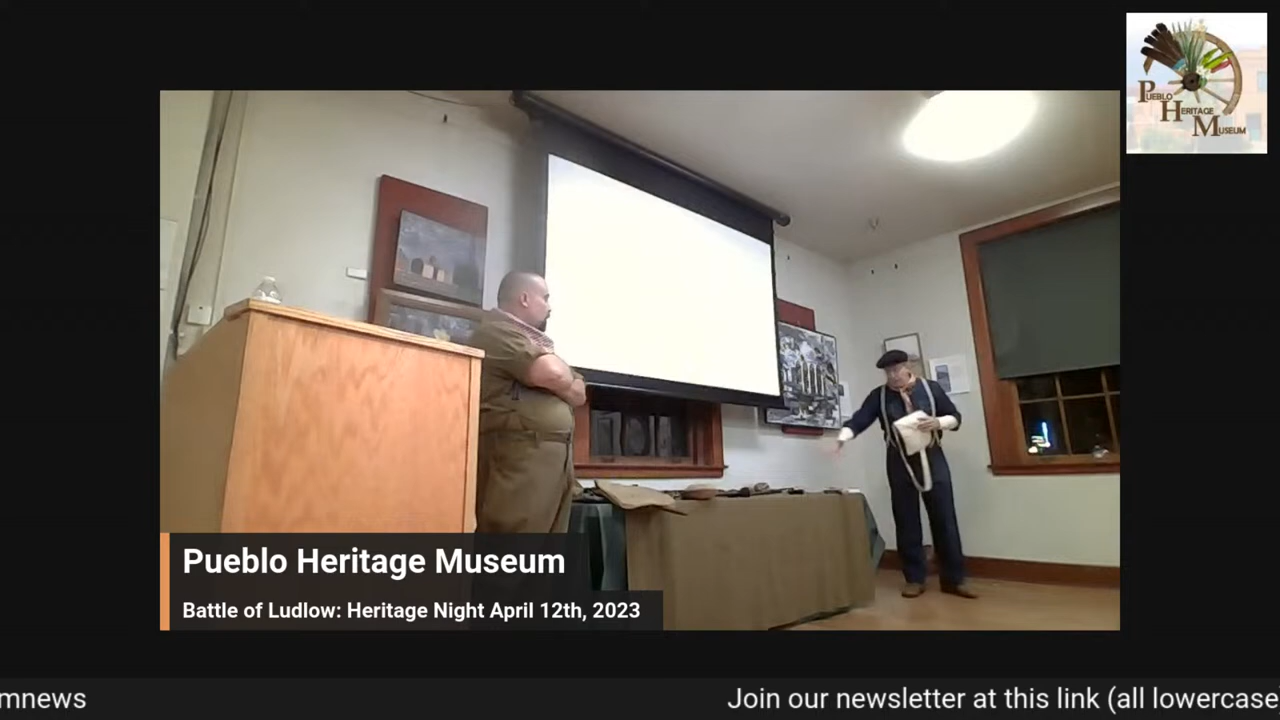 PUEBLO
HERITAGE
MUSEUM
Pueblo Heritage Museum
Battle of Ludlow: Heritage Night April 12th, 2023
mnews
Join our newsletter at this link (all lowercase